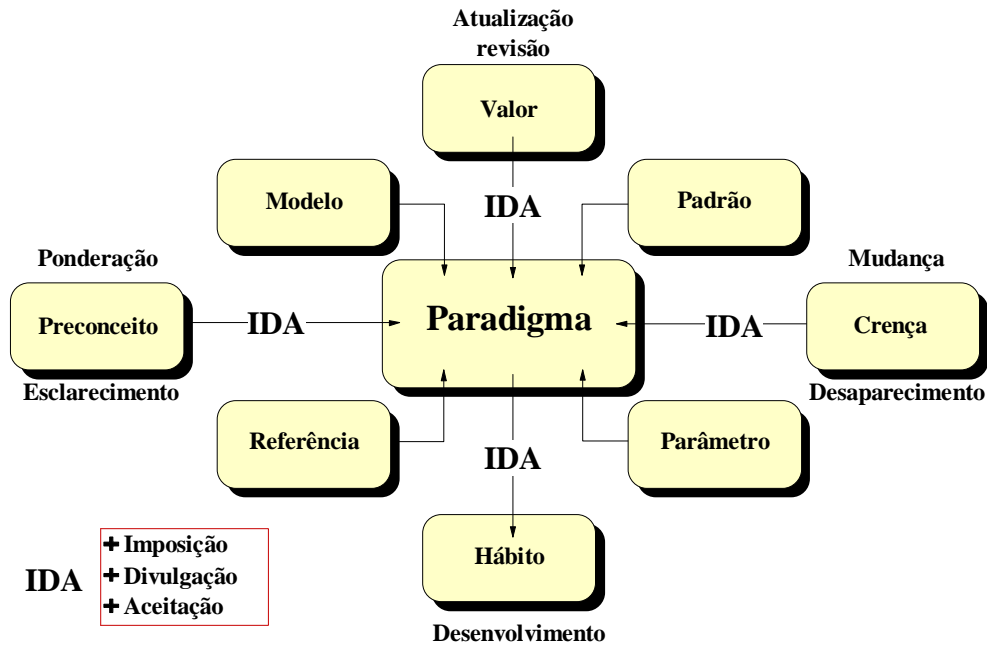 Atualização
revisão
Valor
Modelo
IDA
Padrão
Ponderação
Mudança
Preconceito
IDA
Paradigma
IDA
Crença
Esclarecimento
Desaparecimento
Referência
IDA
Parâmetro
Hábito
Desenvolvimento
IDA
+ Imposição
+ Divulgação
+ Aceitação